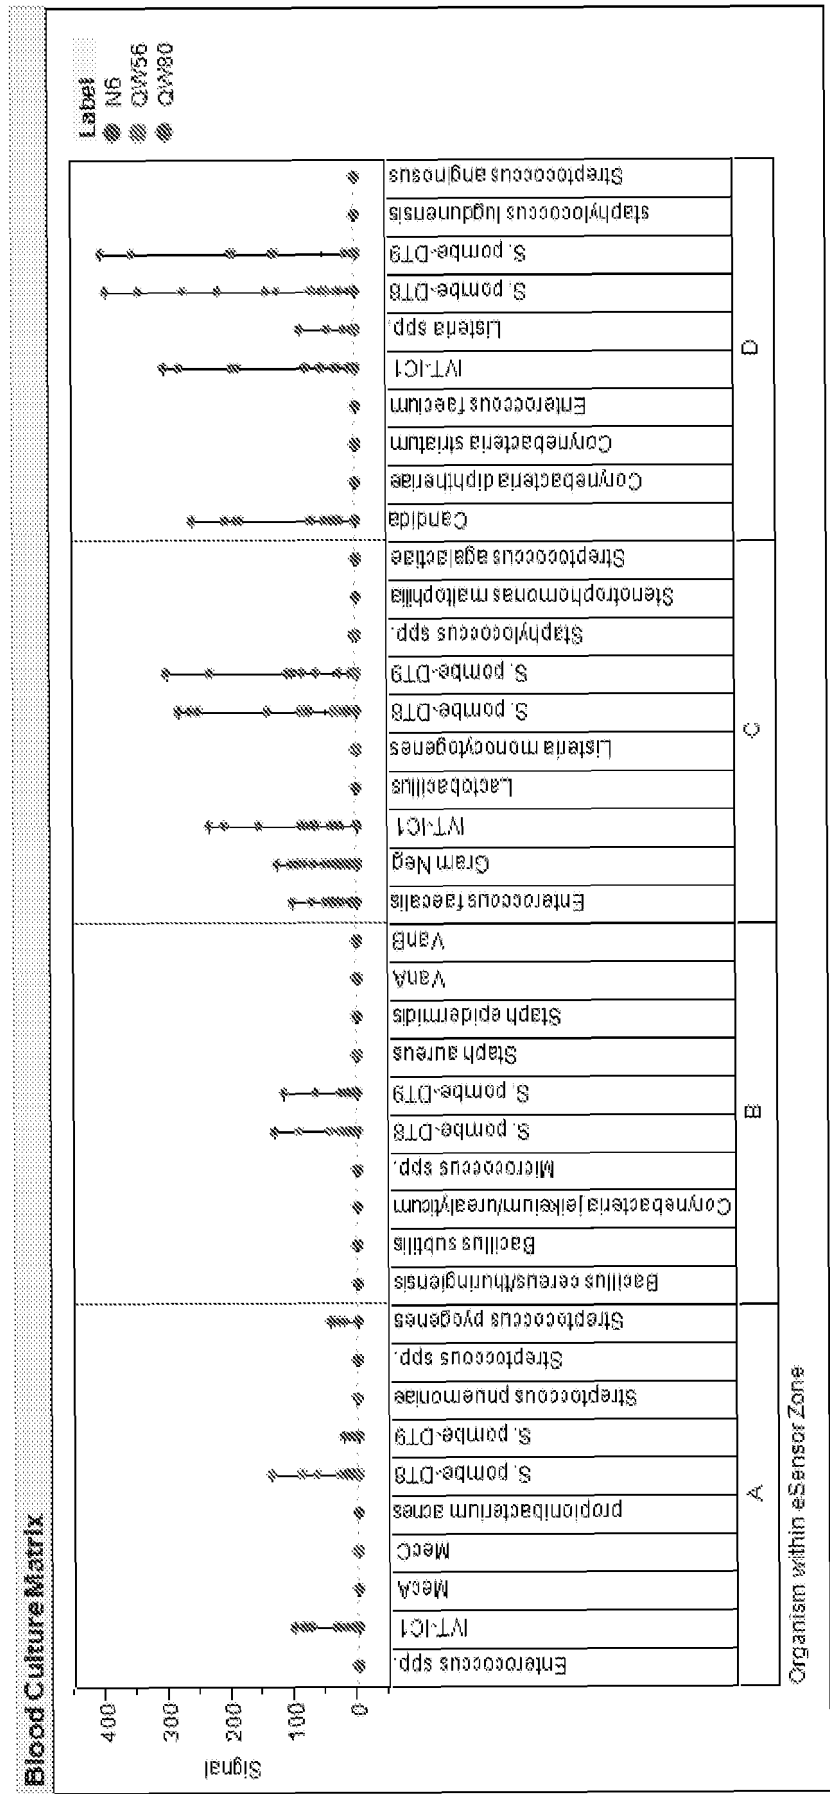 Blood Culture Matrix
Signal
400
300
200
100
0
Enterococcus spp.
IVT-IC1
MecA
MecC
propionibacterium acnes
S. pombe-DT8
S. pombe-DT9
Streptococcus pnuemoniae
Streptococcus spp.
Streptococcus pyogenes
Bacillus cereus/thuringiensis
Bacillus subtilis
Corynebacteria jeikeium/urealyticum
Micrococcus spp.
S. pombe-DT8
S. pombe-DT9
Staph aureus
Staph epidermidis
VanA
VanB
Enterococcus faecalis
Gram Neg
IVT-IC1
Lactobacillus
Listeria monocytogenes
S. pombe-DT8
S. pombe-DT9
Staphylococcus spp.
Stenotrophomonas maltophilia
Streptococcus agalactiae
Candida
Corynebacteria diphtheriae
Corynebacteria striatum
Enterococcus faecium
IVT-IC1
Listeria spp.
S. pombe-DT8
S. pombe-DT9
staphylococcus lugdunensis
Streptococcus anginosus
A
B
C
D
Organism within eSensor Zone
Label
N6
QW56
QW80